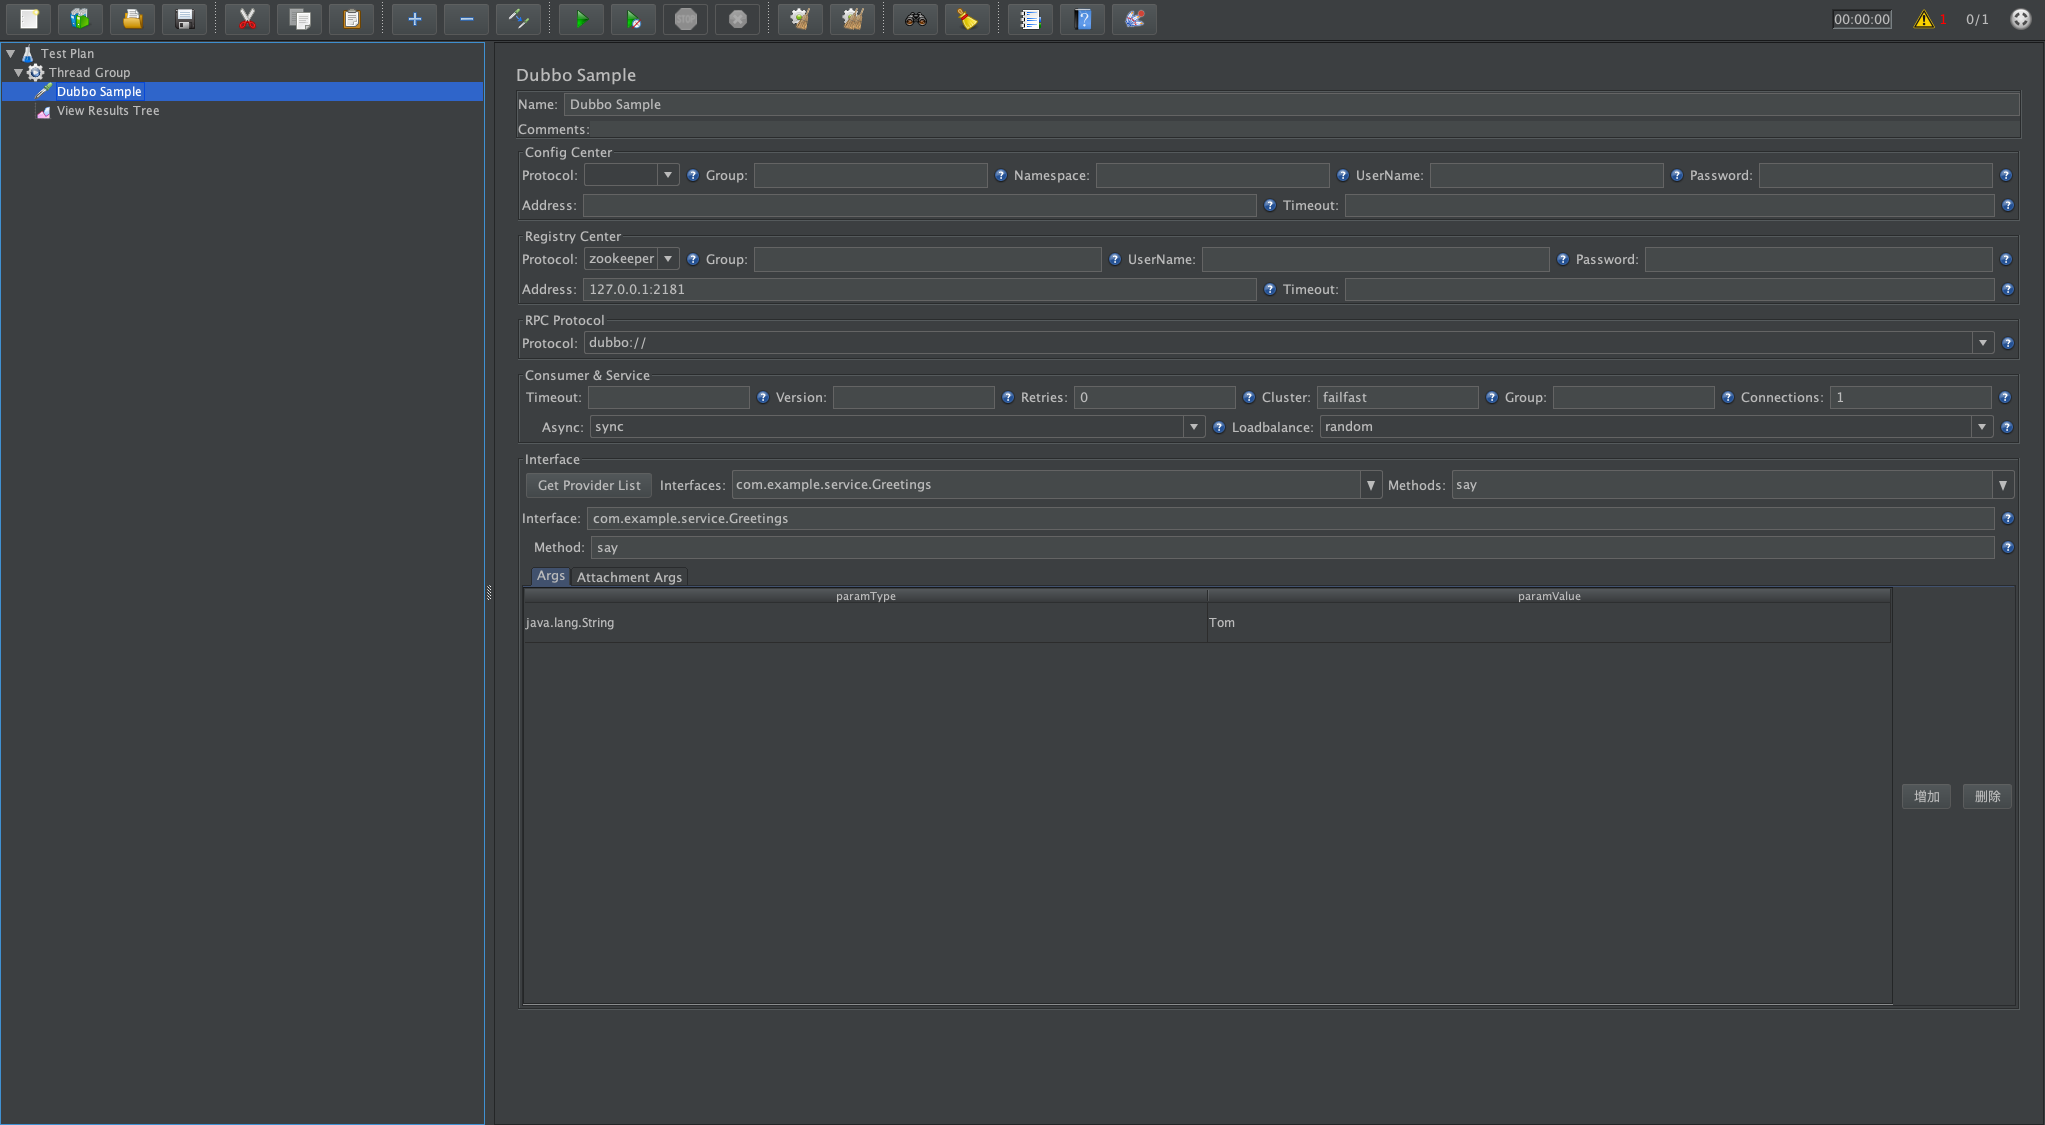 00:00:00 1 0/1
Test Plan
Thread Group
Dubbo Sample
View Results Tree
Dubbo Sample
Name: Dubbo Sample
Comments:
Config Center
Protocol: Group: Namespace: UserName: Password:
Address: Timeout:
Registry Center
Protocol: zookeeper Group: UserName: Password:
Address: 127.0.0.1:2181 Timeout:
RPC Protocol
Protocol: dubbo://
Consumer & Service
Timeout: Version: Retries: 0 Cluster: failfast Group: Connections: 1
Async: sync Loadbalance: random
Interface
Get Provider List Interfaces: com.example.service.Greetings Methods: say
Interface: com.example.service.Greetings
Method: say
Args Attachment Args
paramType paramValue
java.lang.String Tom
增加 删除